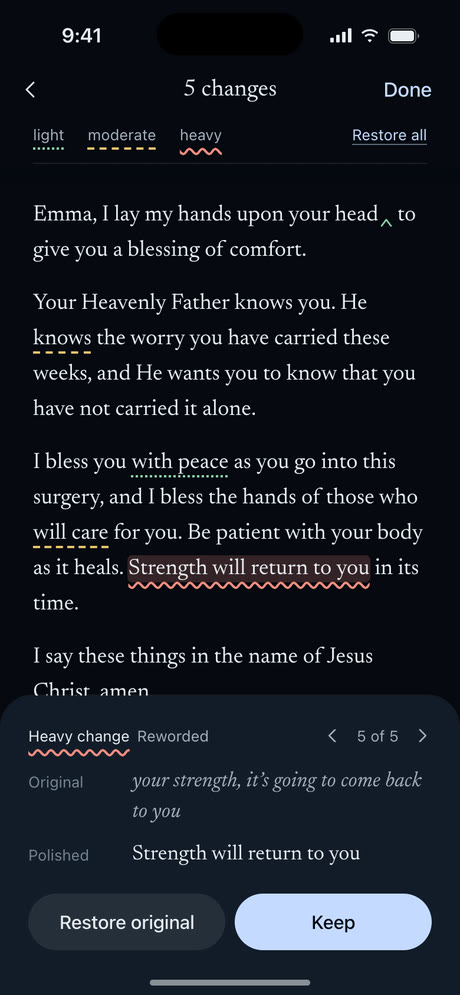 9:41
5 changes
Done
light moderate heavy
Restore all
Emma, I lay my hands upon your head‸ to
give you a blessing of comfort.
Your Heavenly Father knows you. He
knows the worry you have carried these
weeks, and He wants you to know that you
have not carried it alone.
I bless you with peace as you go into this
surgery, and I bless the hands of those who
will care for you. Be patient with your body
as it heals. Strength will return to you in its
time.
I say these things in the name of Jesus
Christ, amen
Heavy change Reworded
5 of 5
Original
your strength, it’s going to come back
to you
Polished
Strength will return to you
Restore original
Keep